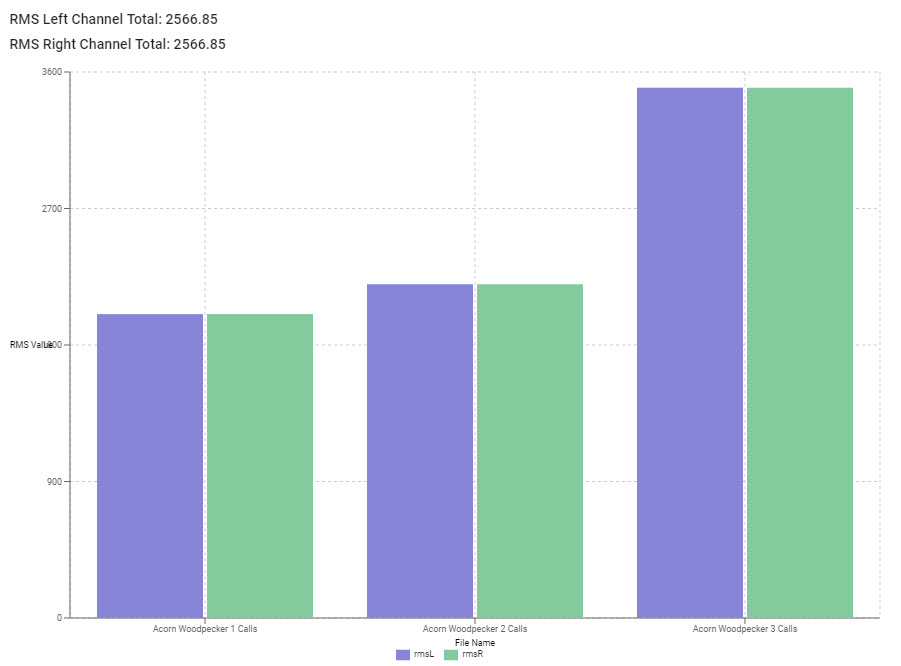 RMS Left Channel Total: 2566.85
RMS Right Channel Total: 2566.85
3600
2700
RMS Value
1800
900
0
Acorn Woodpecker 1 Calls
Acorn Woodpecker 2 Calls
Acorn Woodpecker 3 Calls
File Name
rmsL
rmsR